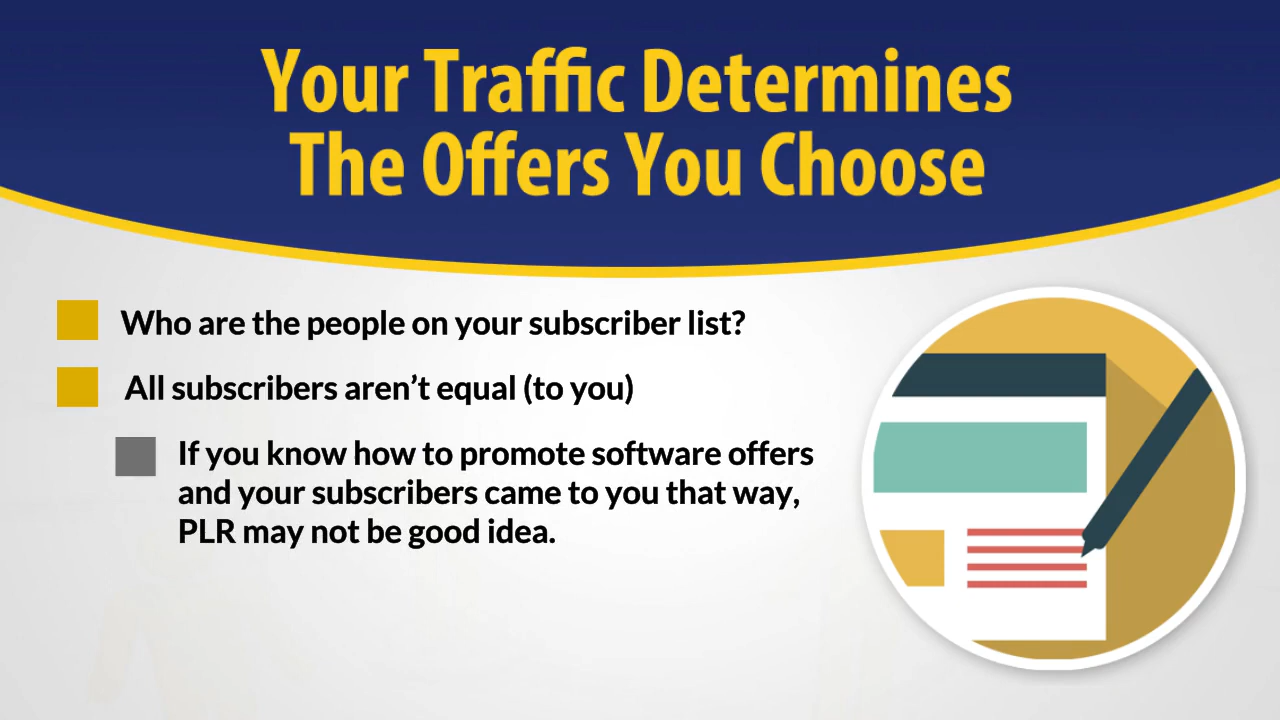 Your Traffic Determines
The Offers You Choose
Who are the people on your subscriber list?
All subscribers aren’t equal (to you)
If you know how to promote software offers
and your subscribers came to you that way,
PLR may not be good idea.